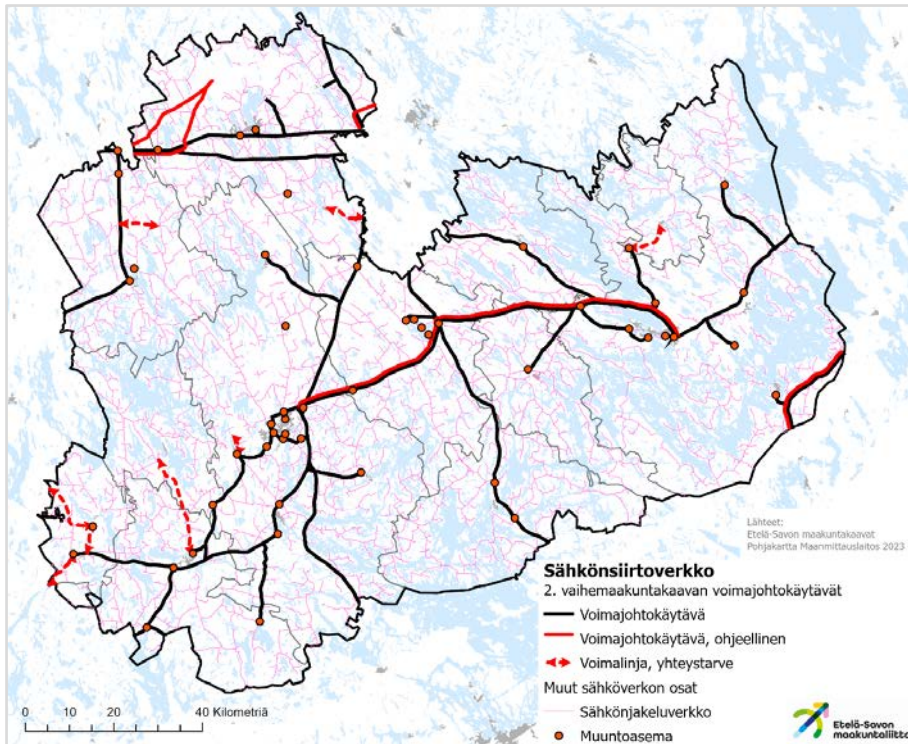 Lähteet:
Etelä-Savon maakuntakaavat
Pohjakartta Maanmittauslaitos 2023
Sähkönsiirtoverkko
2. vaihemaakuntakaavan voimajohtokäytävät
Voimajohtokäytävä
Voimajohtokäytävä, ohjeellinen
Voimalinja, yhteystarve
Muut sähköverkon osat
Sähkönjakeluverkko
Muuntoasema
0 10 20 40 Kilometriä
Etelä-Savon
maakuntaliitto